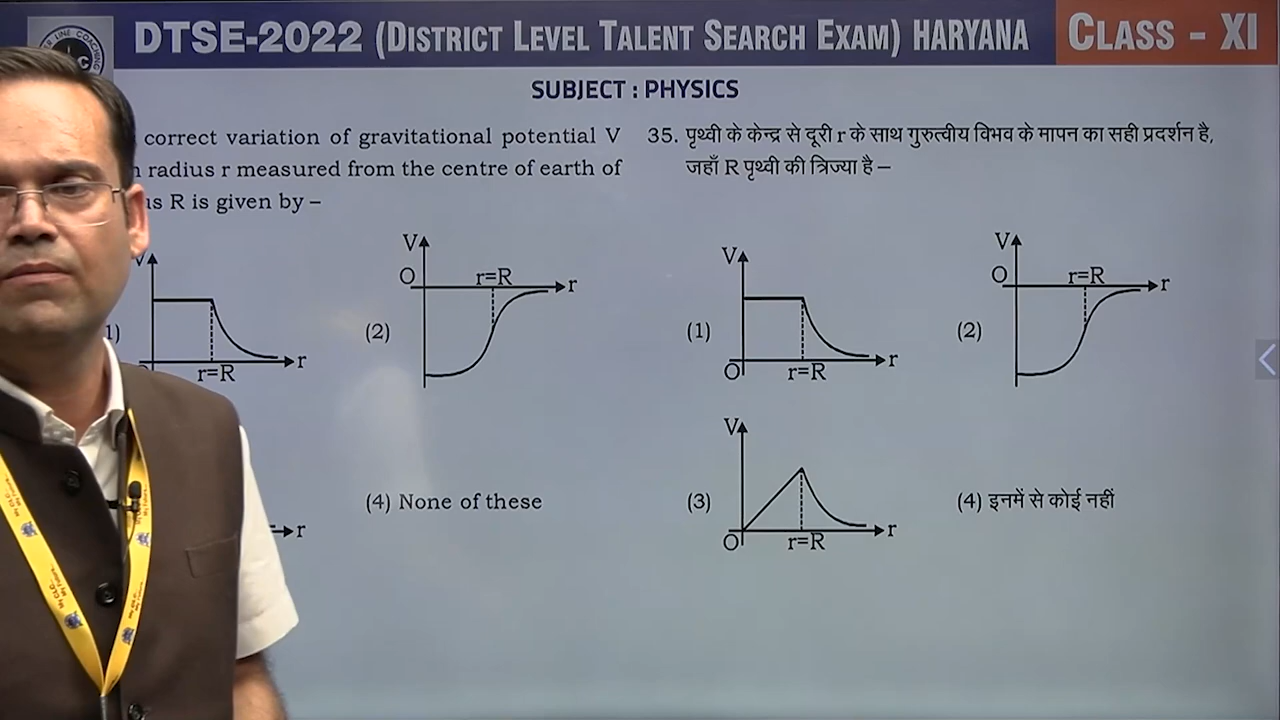 DTSE-2022 (DISTRICT LEVEL TALENT SEARCH EXAM) HARYANA
CLASS - XI
SUBJECT : PHYSICS
correct variation of gravitational potential V
radius r measured from the centre of earth of
R is given by –
V
r=R
r
(2)
V
O
r=R
r
r
(4) None of these
35. पृथ्वी के केन्द्र से दूरी r के साथ गुरुत्वीय विभव के मापन का सही प्रदर्शन है,
जहाँ R पृथ्वी की त्रिज्या है –
(1)
V
O
r=R
r
(2)
V
O
r=R
r
(3)
V
O
r=R
r
(4) इनमें से कोई नहीं